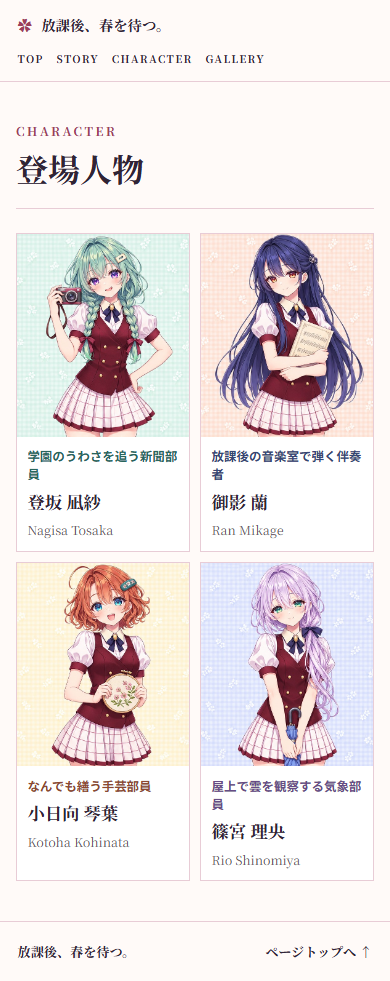 放課後、春を待つ。
TOP STORY CHARACTER GALLERY
CHARACTER
登場人物
学園のうわさを追う新聞部
員
登坂 凪紗
Nagisa Tosaka
放課後の音楽室で弾く伴奏
者
御影 蘭
Ran Mikage
なんでも繕う手芸部員
小日向 琴葉
Kotoha Kohinata
屋上で雲を観察する気象部
員
篠宮 理央
Rio Shinomiya
放課後、春を待つ。
ページトップへ ↑